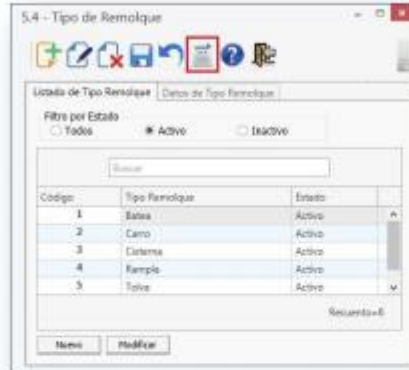 5.4 - Tipo de Remolque
Listado de Tipo Remolque Datos de Tipo Remolque
Filtro por Estado
Todos Activo Inactivo
Buscar
Código Tipo Remolque Estado
1 Batea Activo
2 Carro Activo
3 Cisterna Activo
4 Rampla Activo
5 Tolva Activo
Recuento=6
Nuevo Modificar